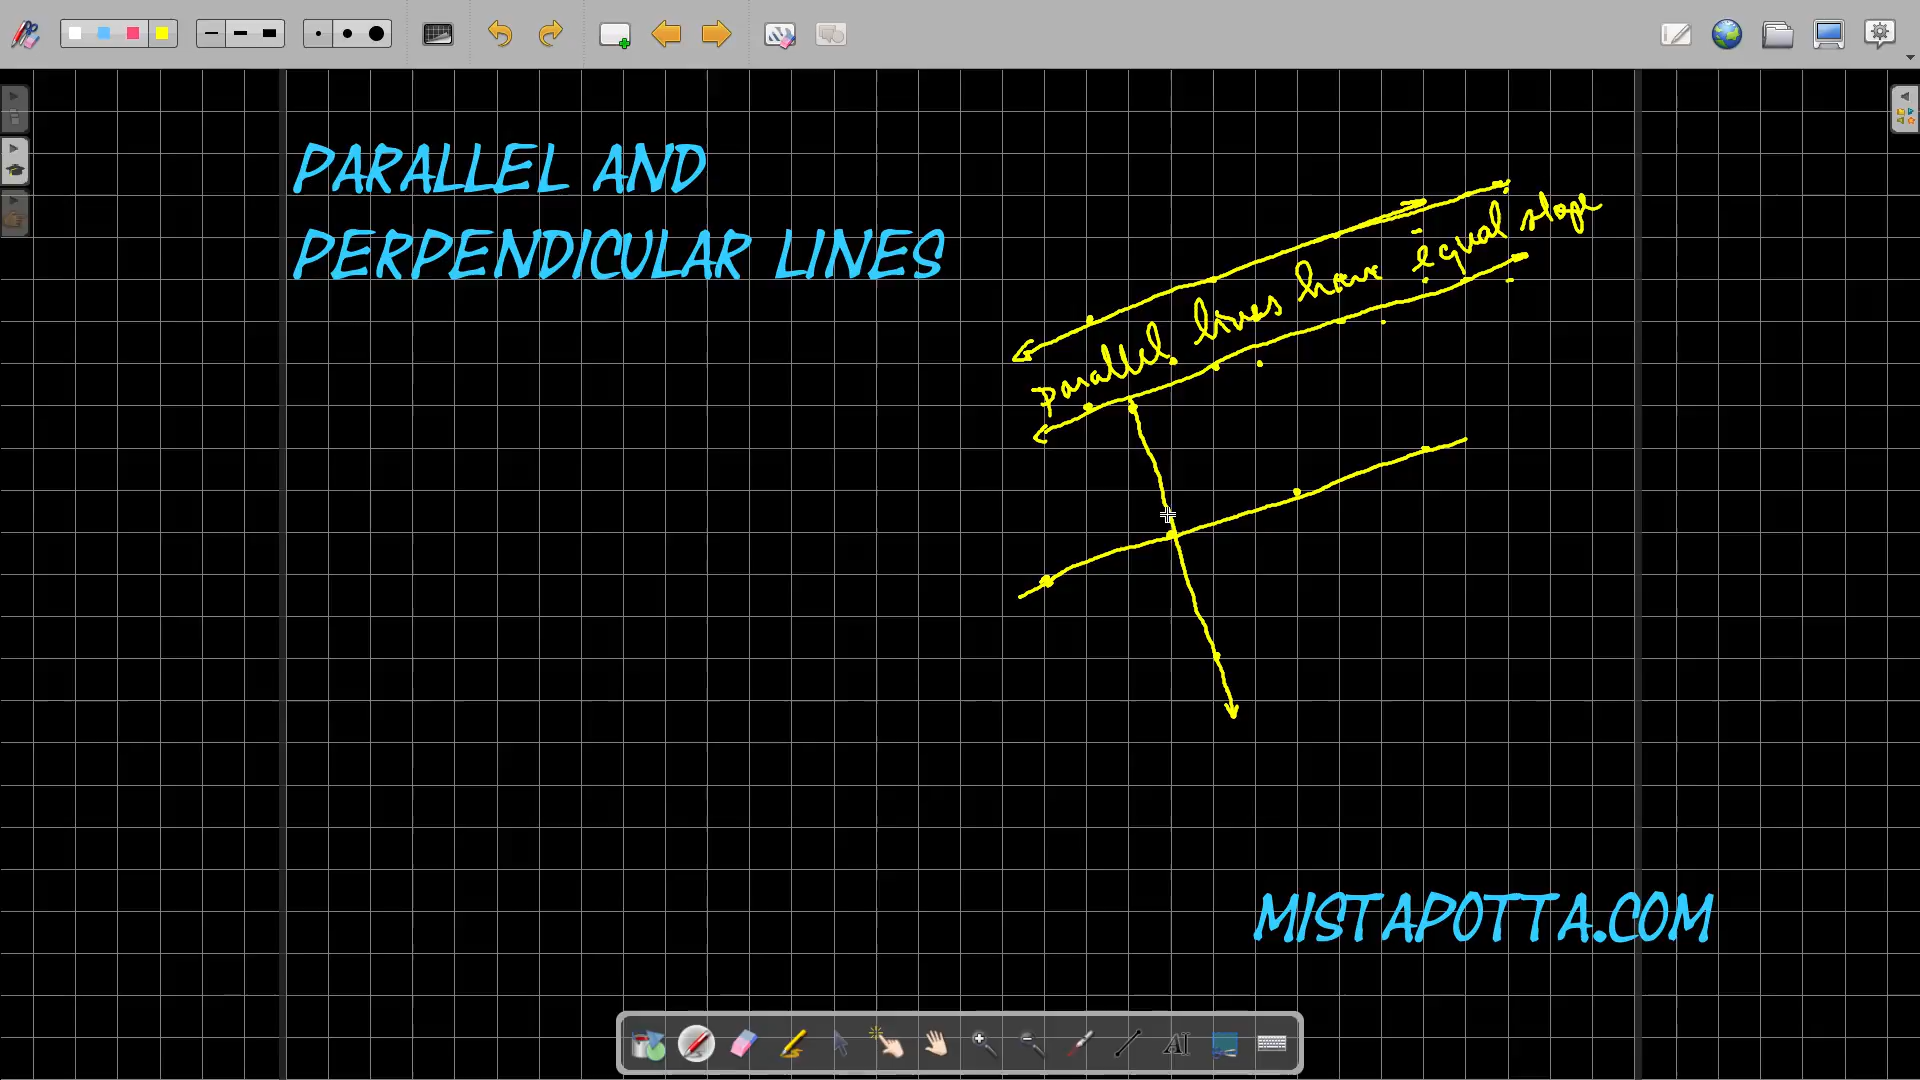 PARALLEL AND
PERPENDICULAR LINES
parallel lines have equal slope
MISTAPOTTA.COM